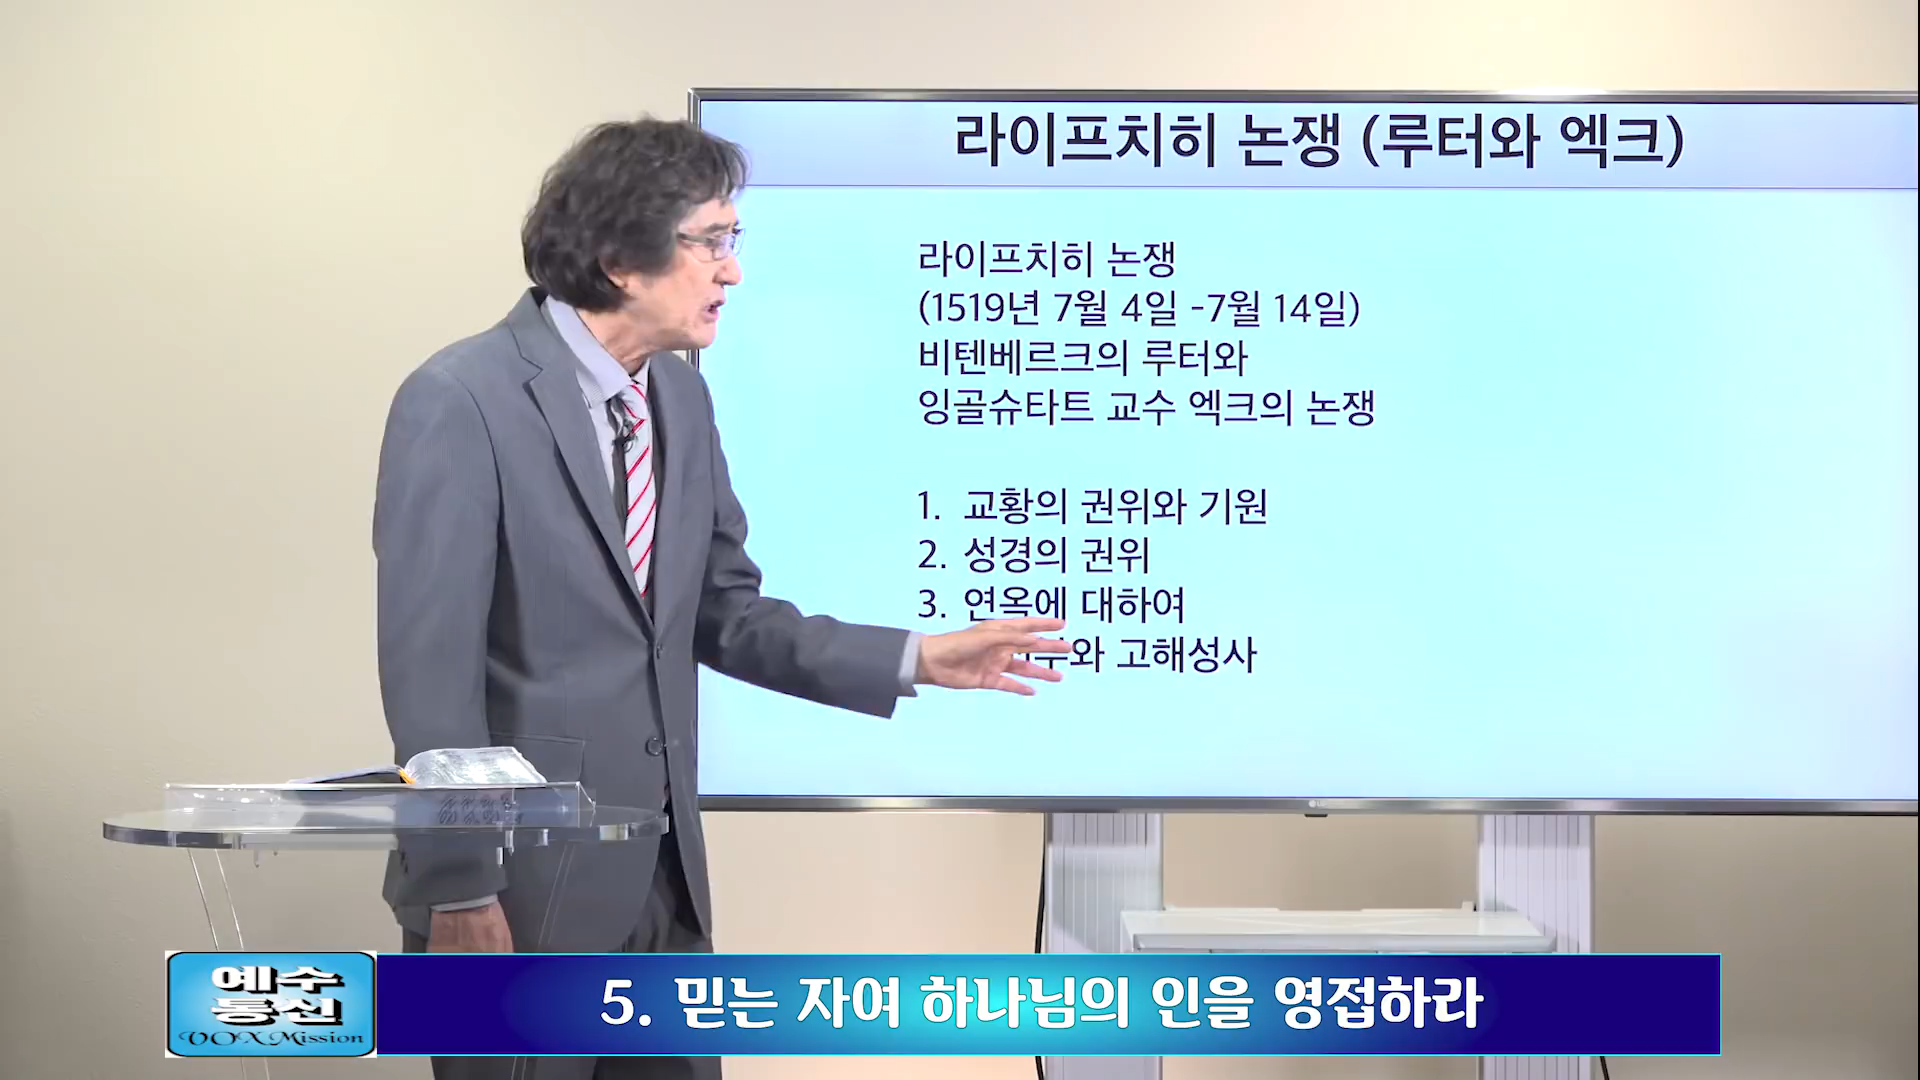 라이프치히 논쟁 (루터와 엑크)
라이프치히 논쟁
(1519년 7월 4일 -7월 14일)
비텐베르크의 루터와
잉골슈타트 교수 엑크의 논쟁
1. 교황의 권위와 기원
2. 성경의 권위
3. 연옥에 대하여
고해성사
예수
통신
VOX Mission
5. 믿는 자여 하나님의 인을 영접하라